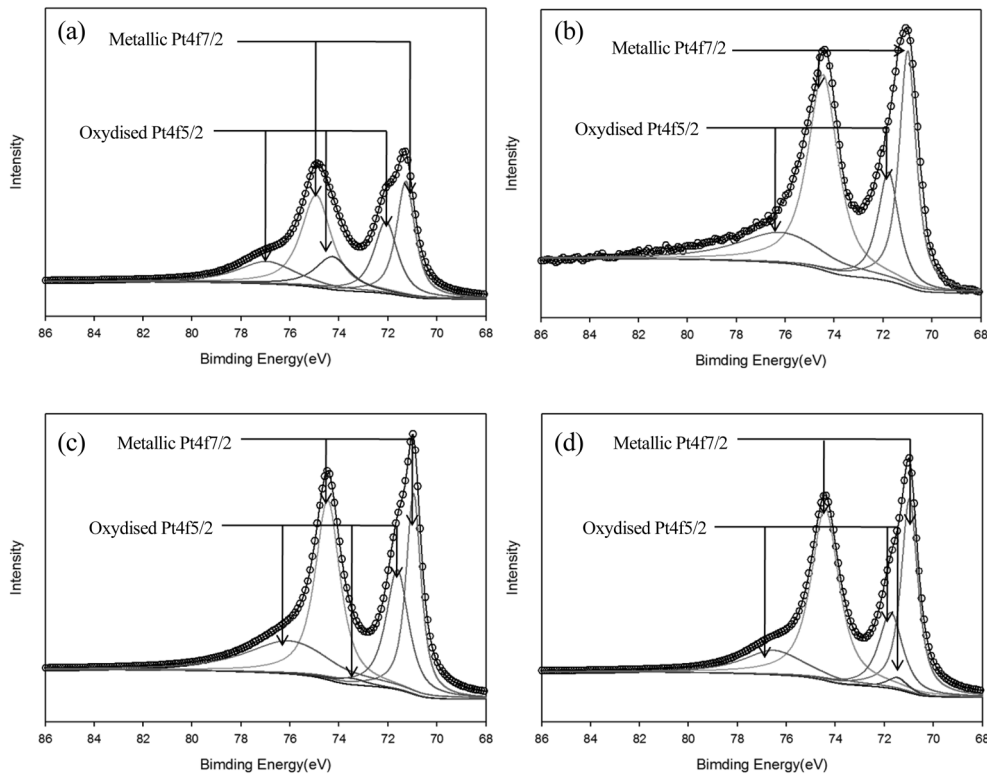 (a)
Metallic Pt4f7/2
Oxydised Pt4f5/2
Intensity
86 84 82 80 78 76 74 72 70 68
Bimding Energy(eV)
(b)
Metallic Pt4f7/2
Oxydised Pt4f5/2
Intensity
86 84 82 80 78 76 74 72 70 68
Bimding Energy(eV)
(c)
Metallic Pt4f7/2
Oxydised Pt4f5/2
Intensity
86 84 82 80 78 76 74 72 70 68
Bimding Energy(eV)
(d)
Metallic Pt4f7/2
Oxydised Pt4f5/2
Intensity
86 84 82 80 78 76 74 72 70 68
Bimding Energy(eV)